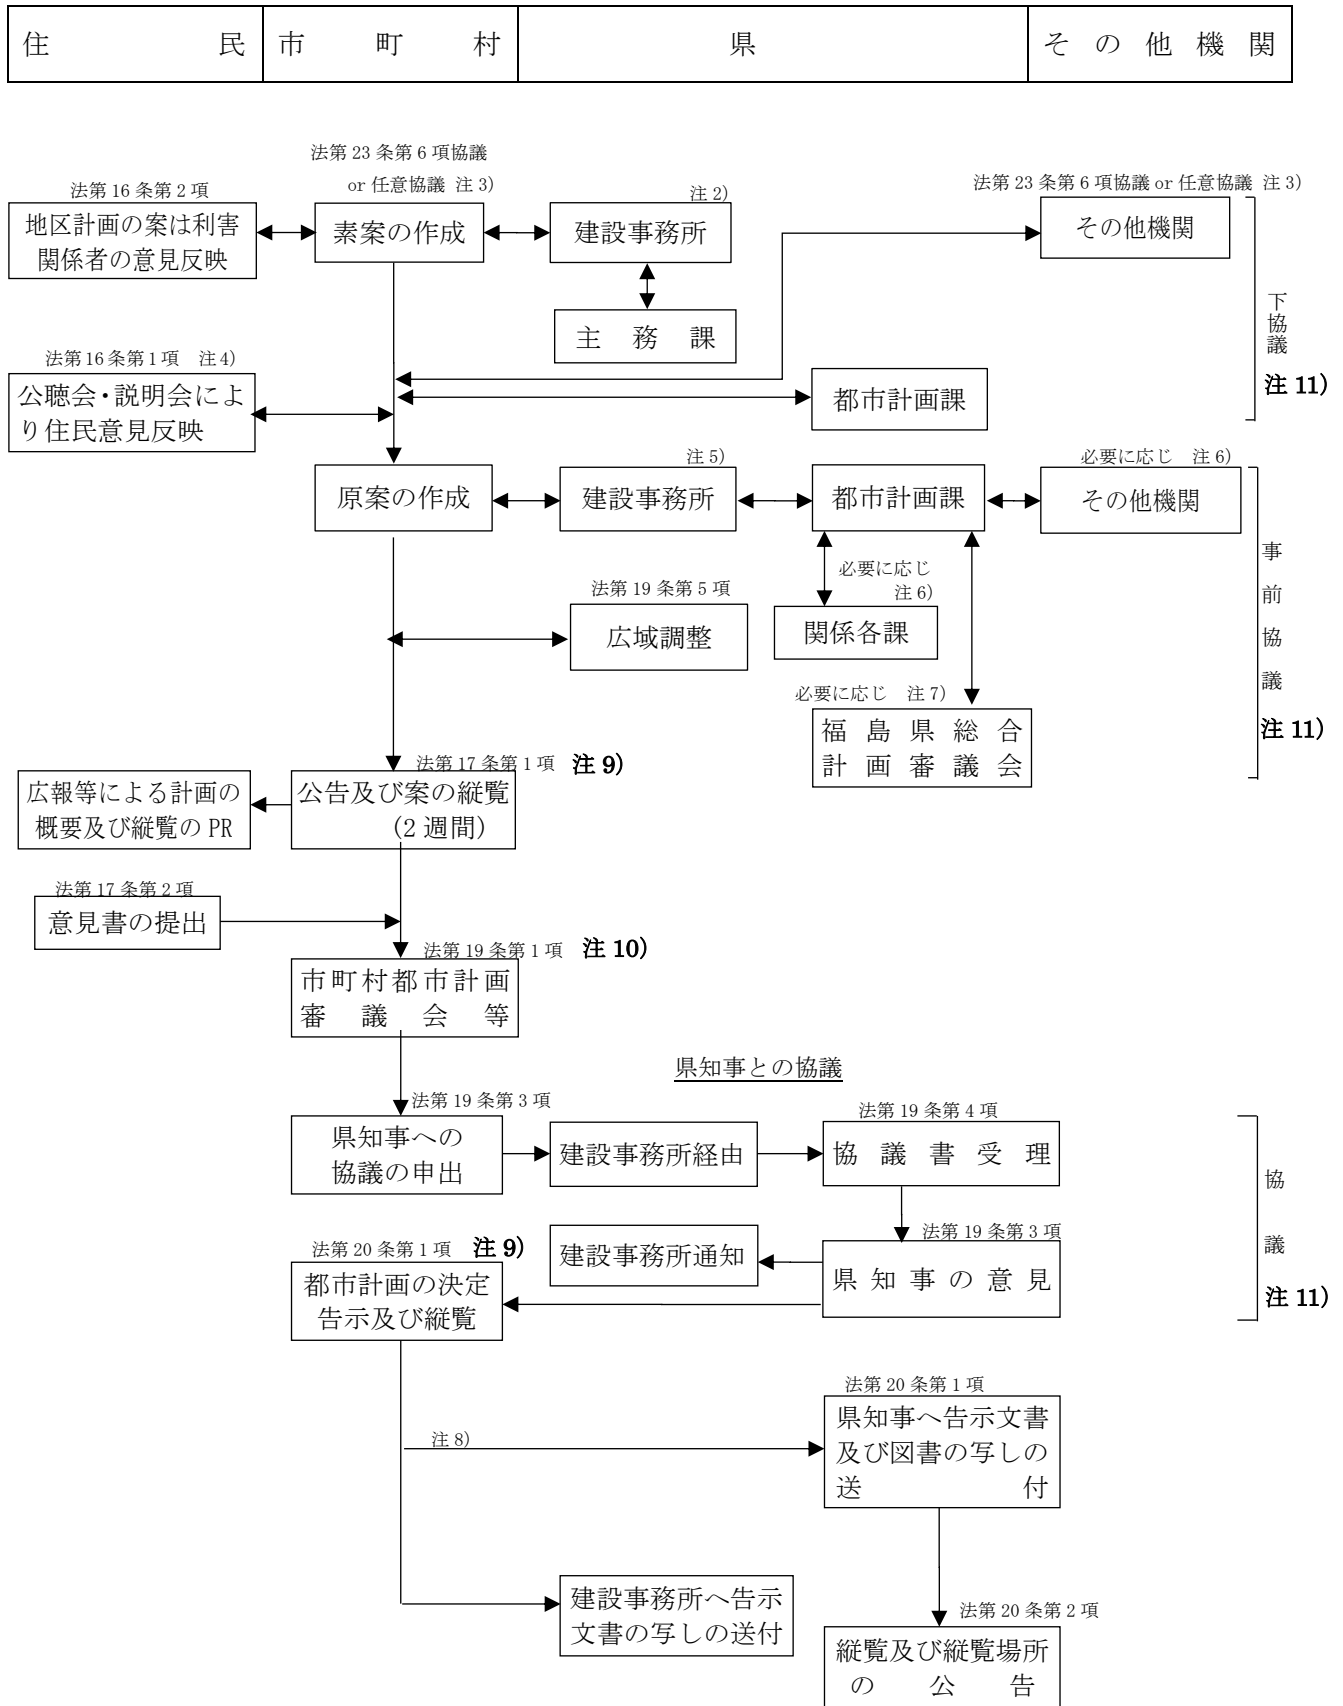 住民
市町村
県
その他機関
法第23条第6項協議
or 任意協議 注3)
法第16条第2項
地区計画の案は利害
関係者の意見反映
素案の作成
注2)
建設事務所
主務課
法第23条第6項協議 or 任意協議 注3)
その他機関
下協議
注11)
法第16条第1項 注4)
公聴会・説明会によ
り住民意見反映
都市計画課
原案の作成
注5)
建設事務所
都市計画課
必要に応じ 注6)
その他機関
事前協議
注11)
法第19条第5項
広域調整
必要に応じ
注6)
関係各課
必要に応じ 注7)
福島県総合
計画審議会
法第17条第1項 注9)
公告及び案の縦覧
(2週間)
広報等による計画の
概要及び縦覧のPR
法第17条第2項
意見書の提出
法第19条第1項 注10)
市町村都市計画
審議会等
県知事との協議
法第19条第3項
県知事への
協議の申出
建設事務所経由
法第19条第4項
協議書受理
協議
注11)
法第19条第3項
県知事の意見
建設事務所通知
法第20条第1項 注9)
都市計画の決定
告示及び縦覧
注8)
法第20条第1項
県知事へ告示文書
及び図書の写しの
送付
建設事務所へ告示
文書の写しの送付
法第20条第2項
縦覧及び縦覧場所
の公告